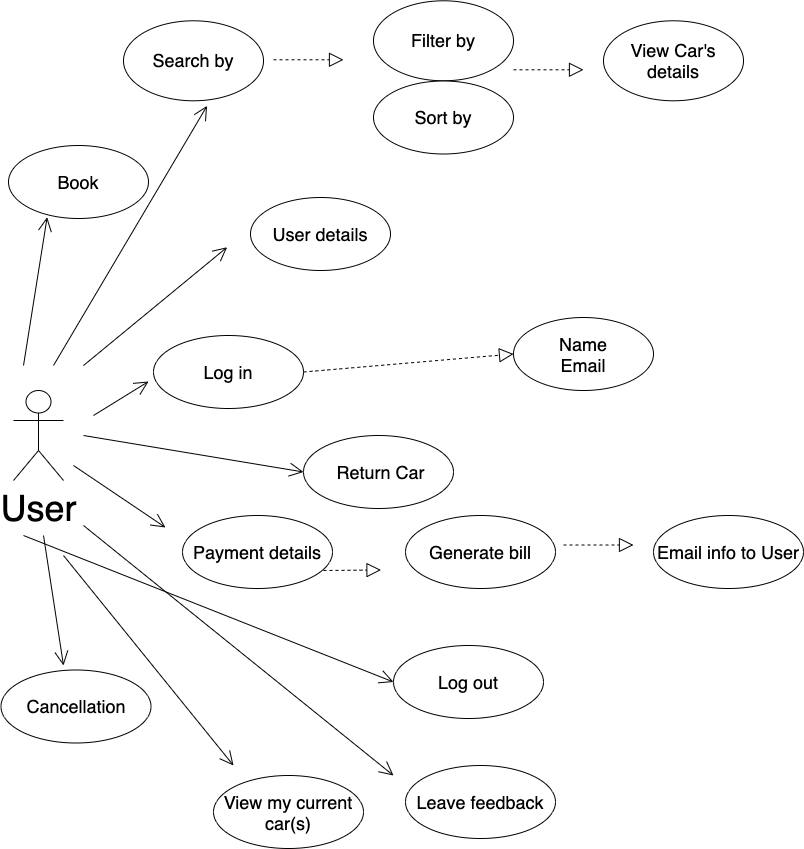 Search by
Filter by
Sort by
View Car's
details
Book
User details
Log in
Name
Email
Return Car
User
Payment details
Generate bill
Email info to User
Log out
Cancellation
View my current
car(s)
Leave feedback